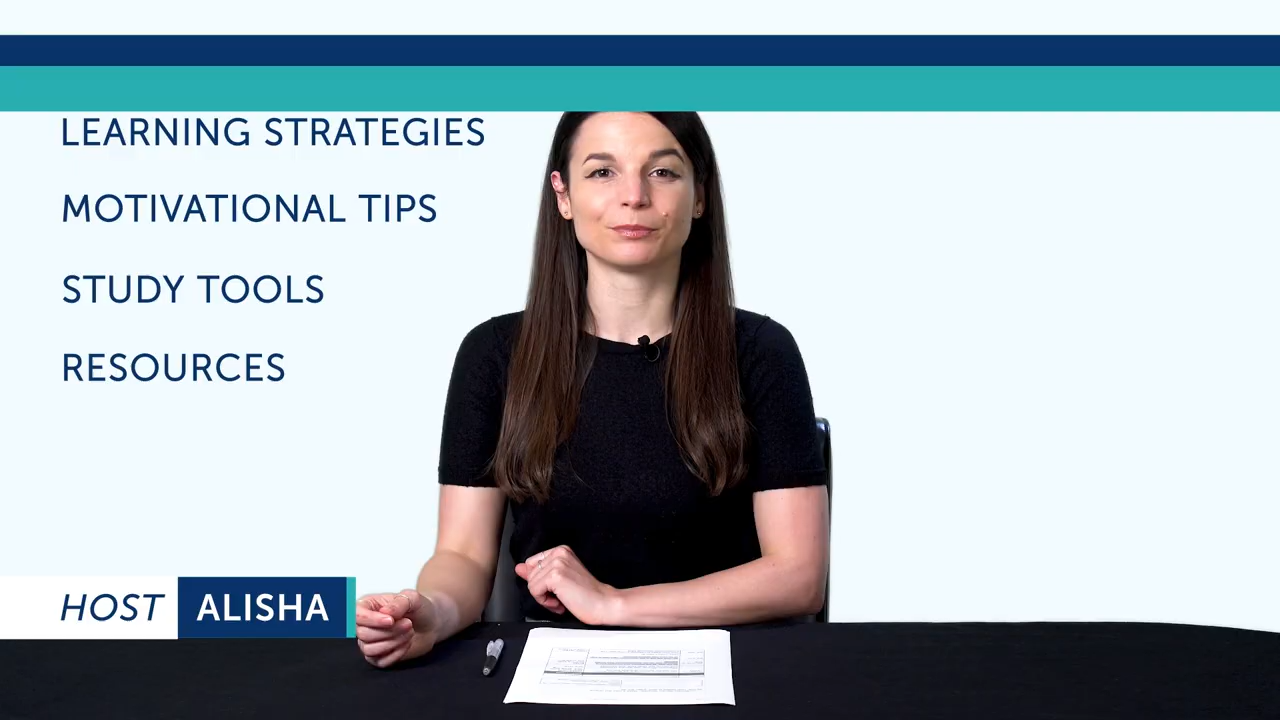 LEARNING STRATEGIES
MOTIVATIONAL TIPS
STUDY TOOLS
RESOURCES
HOST ALISHA